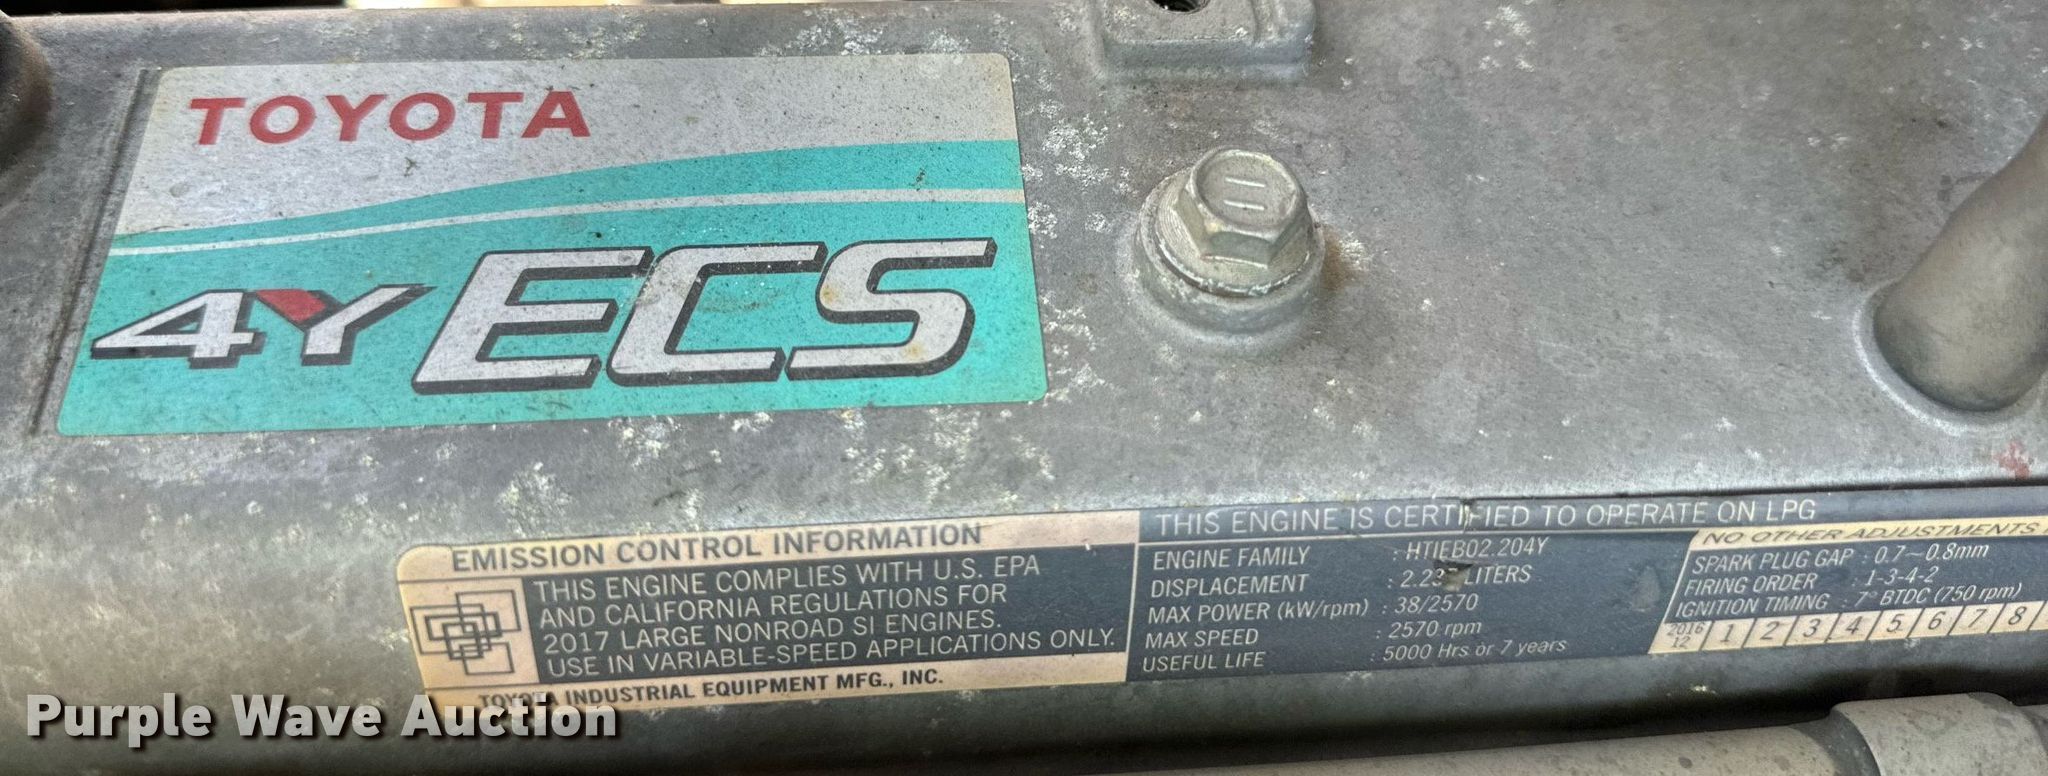 TOYOTA
4Y ECS
EMISSION CONTROL INFORMATION
THIS ENGINE COMPLIES WITH U.S. EPA
AND CALIFORNIA REGULATIONS FOR
2017 LARGE NONROAD SI ENGINES.
USE IN VARIABLE-SPEED APPLICATIONS ONLY.
TOYOTA INDUSTRIAL EQUIPMENT MFG., INC.
THIS ENGINE IS CERTIFIED TO OPERATE ON LPG
ENGINE FAMILY : HTIEB02.204Y
DISPLACEMENT : LITERS
MAX POWER (kW/rpm) : 38/2570
MAX SPEED : 2570 rpm
USEFUL LIFE : 5000 Hrs or 7 years
NO OTHER ADJUSTMENTS
SPARK PLUG GAP : 0.7~0.8mm
FIRING ORDER : 1-3-4-2
IGNITION TIMING : 7° BTDC (750 rpm)
2016 12 1 2 3 4 5 6 7 8
Purple Wave Auction